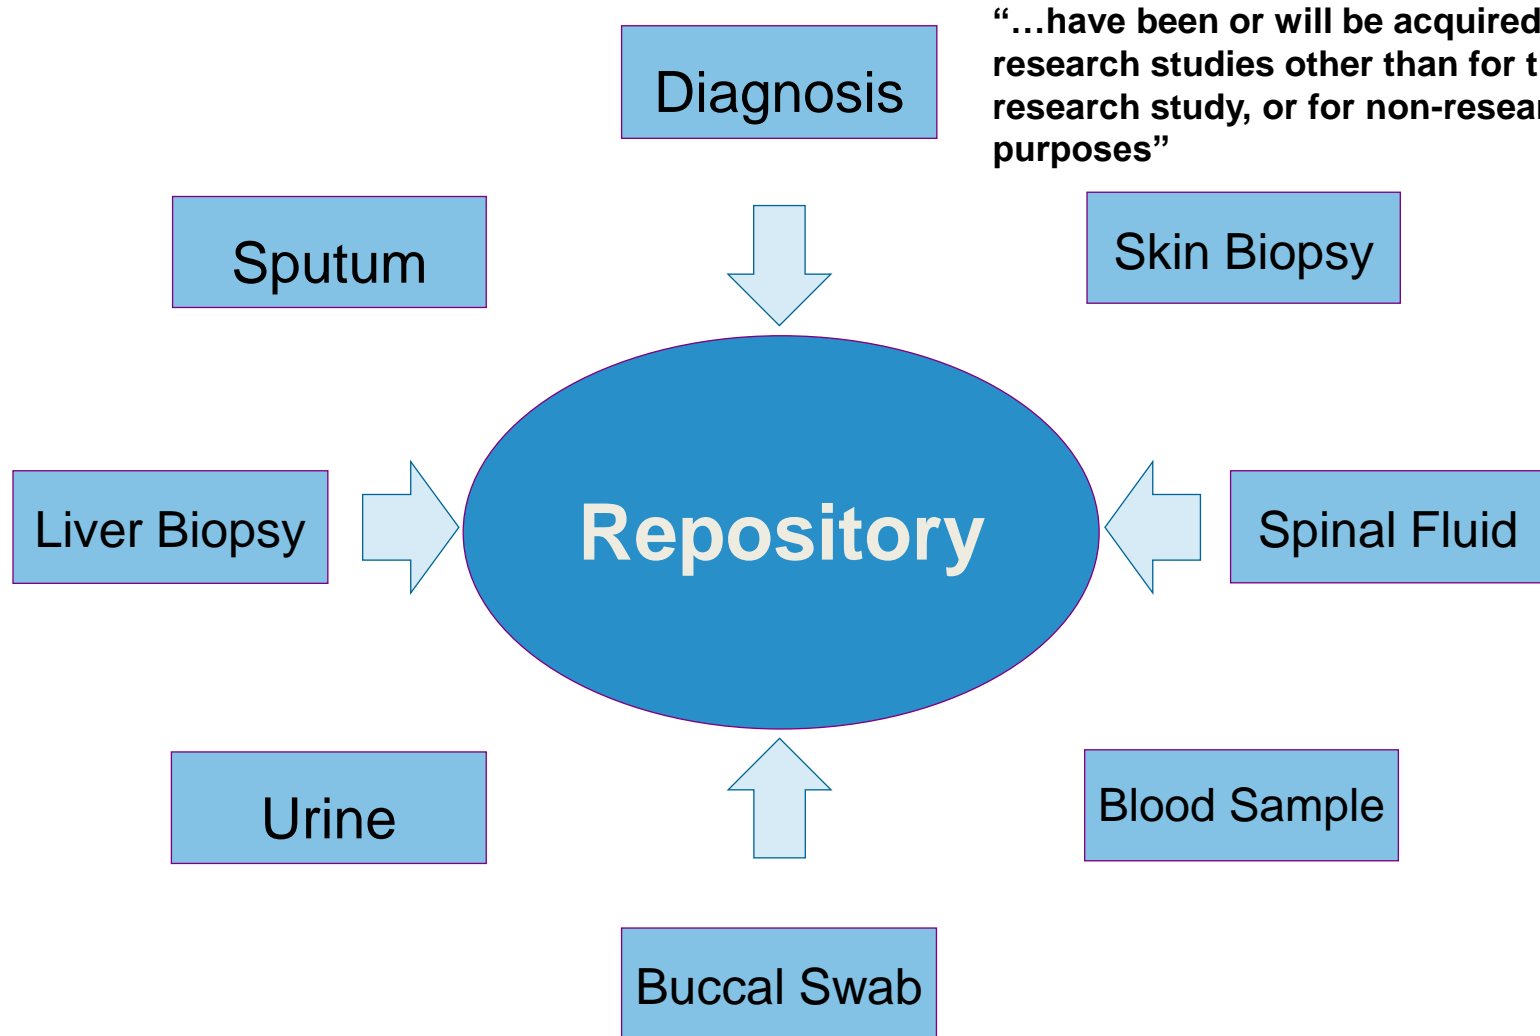 “…have been or will be acquired
research studies other than for
research study, or for non-resear
purposes”
Diagnosis
Sputum
Skin Biopsy
Liver Biopsy
Repository
Spinal Fluid
Urine
Blood Sample
Buccal Swab